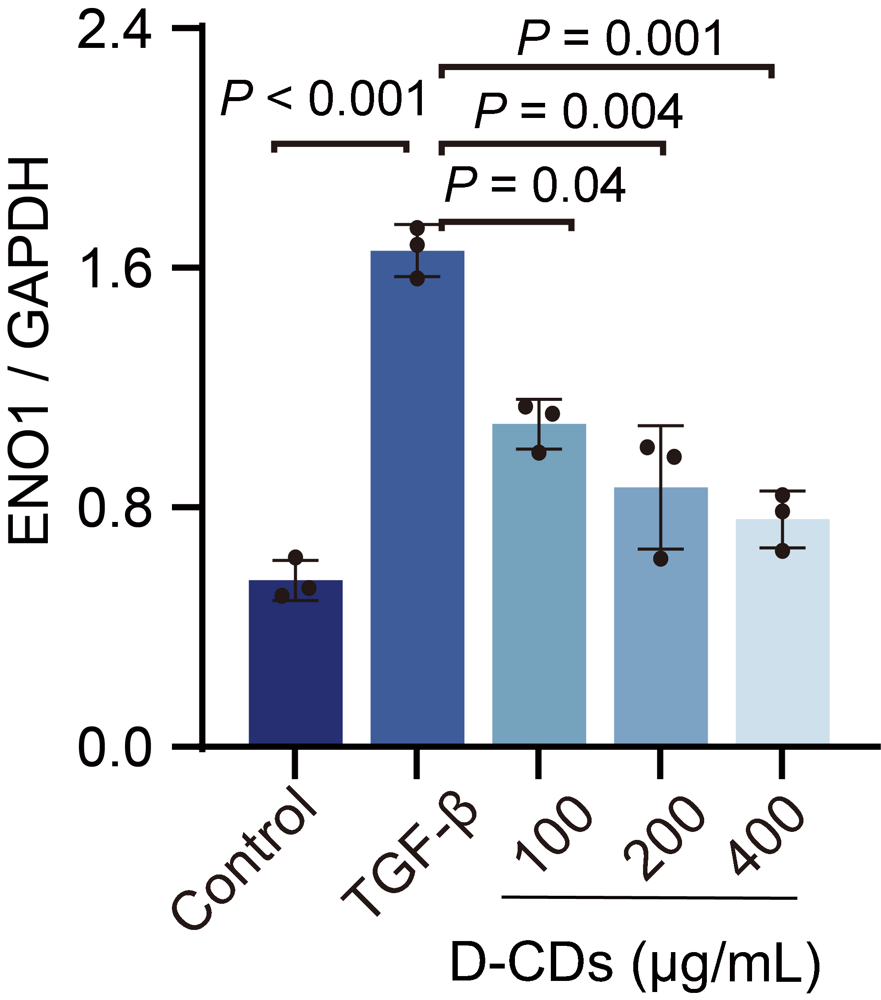 2.4
1.6
0.8
0.0
ENO1 / GAPDH
P = 0.001
P < 0.001
P = 0.004
P = 0.04
Control
TGF-β
100
200
400
D-CDs (μg/mL)